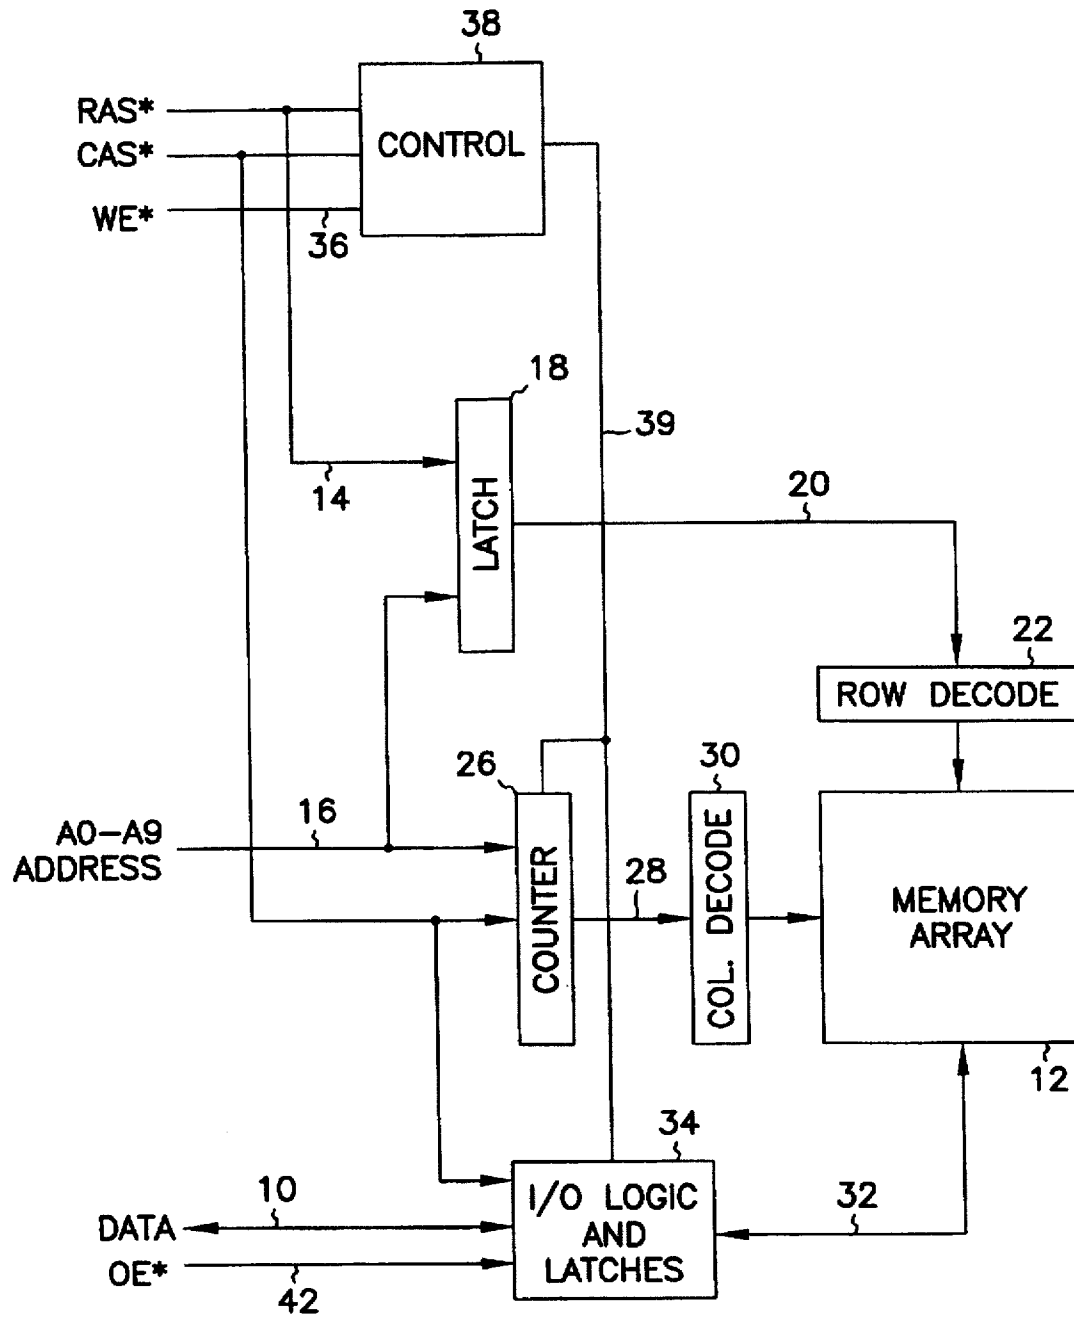 38
RAS*
CAS*
WE*
CONTROL
36
18
39
14
LATCH
20
22
ROW DECODE
30
26
16
A0-A9
ADDRESS
COUNTER
28
COL. DECODE
MEMORY
ARRAY
12
34
10
DATA
I/O LOGIC
AND
LATCHES
32
OE*
42